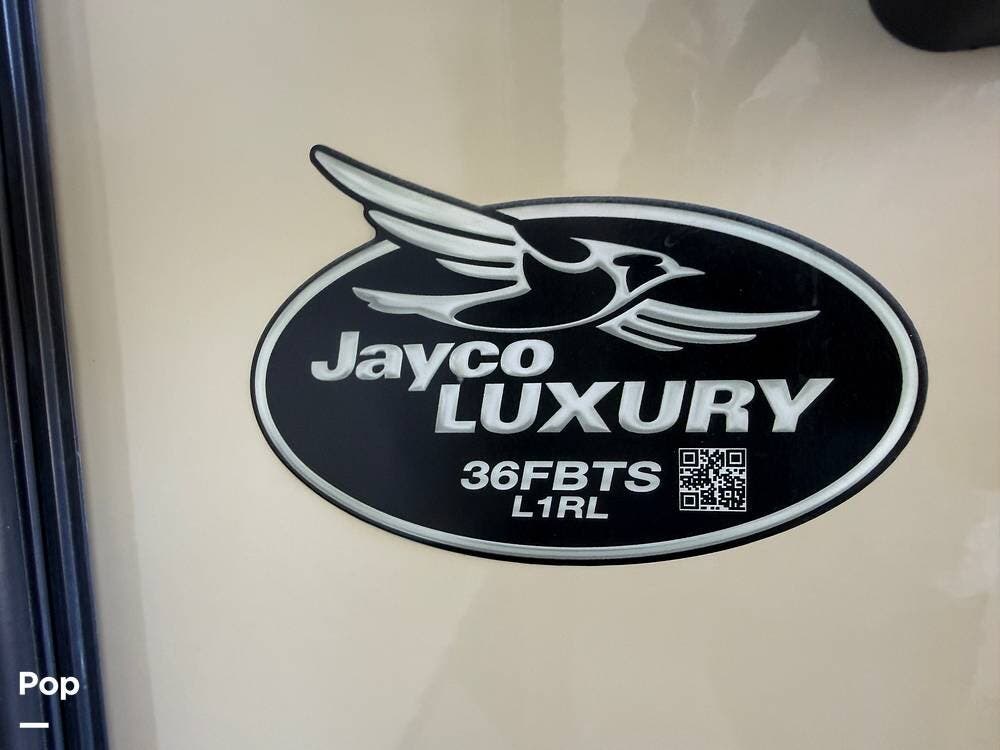 Jayco
LUXURY
36FBTS
L1RL
Pop